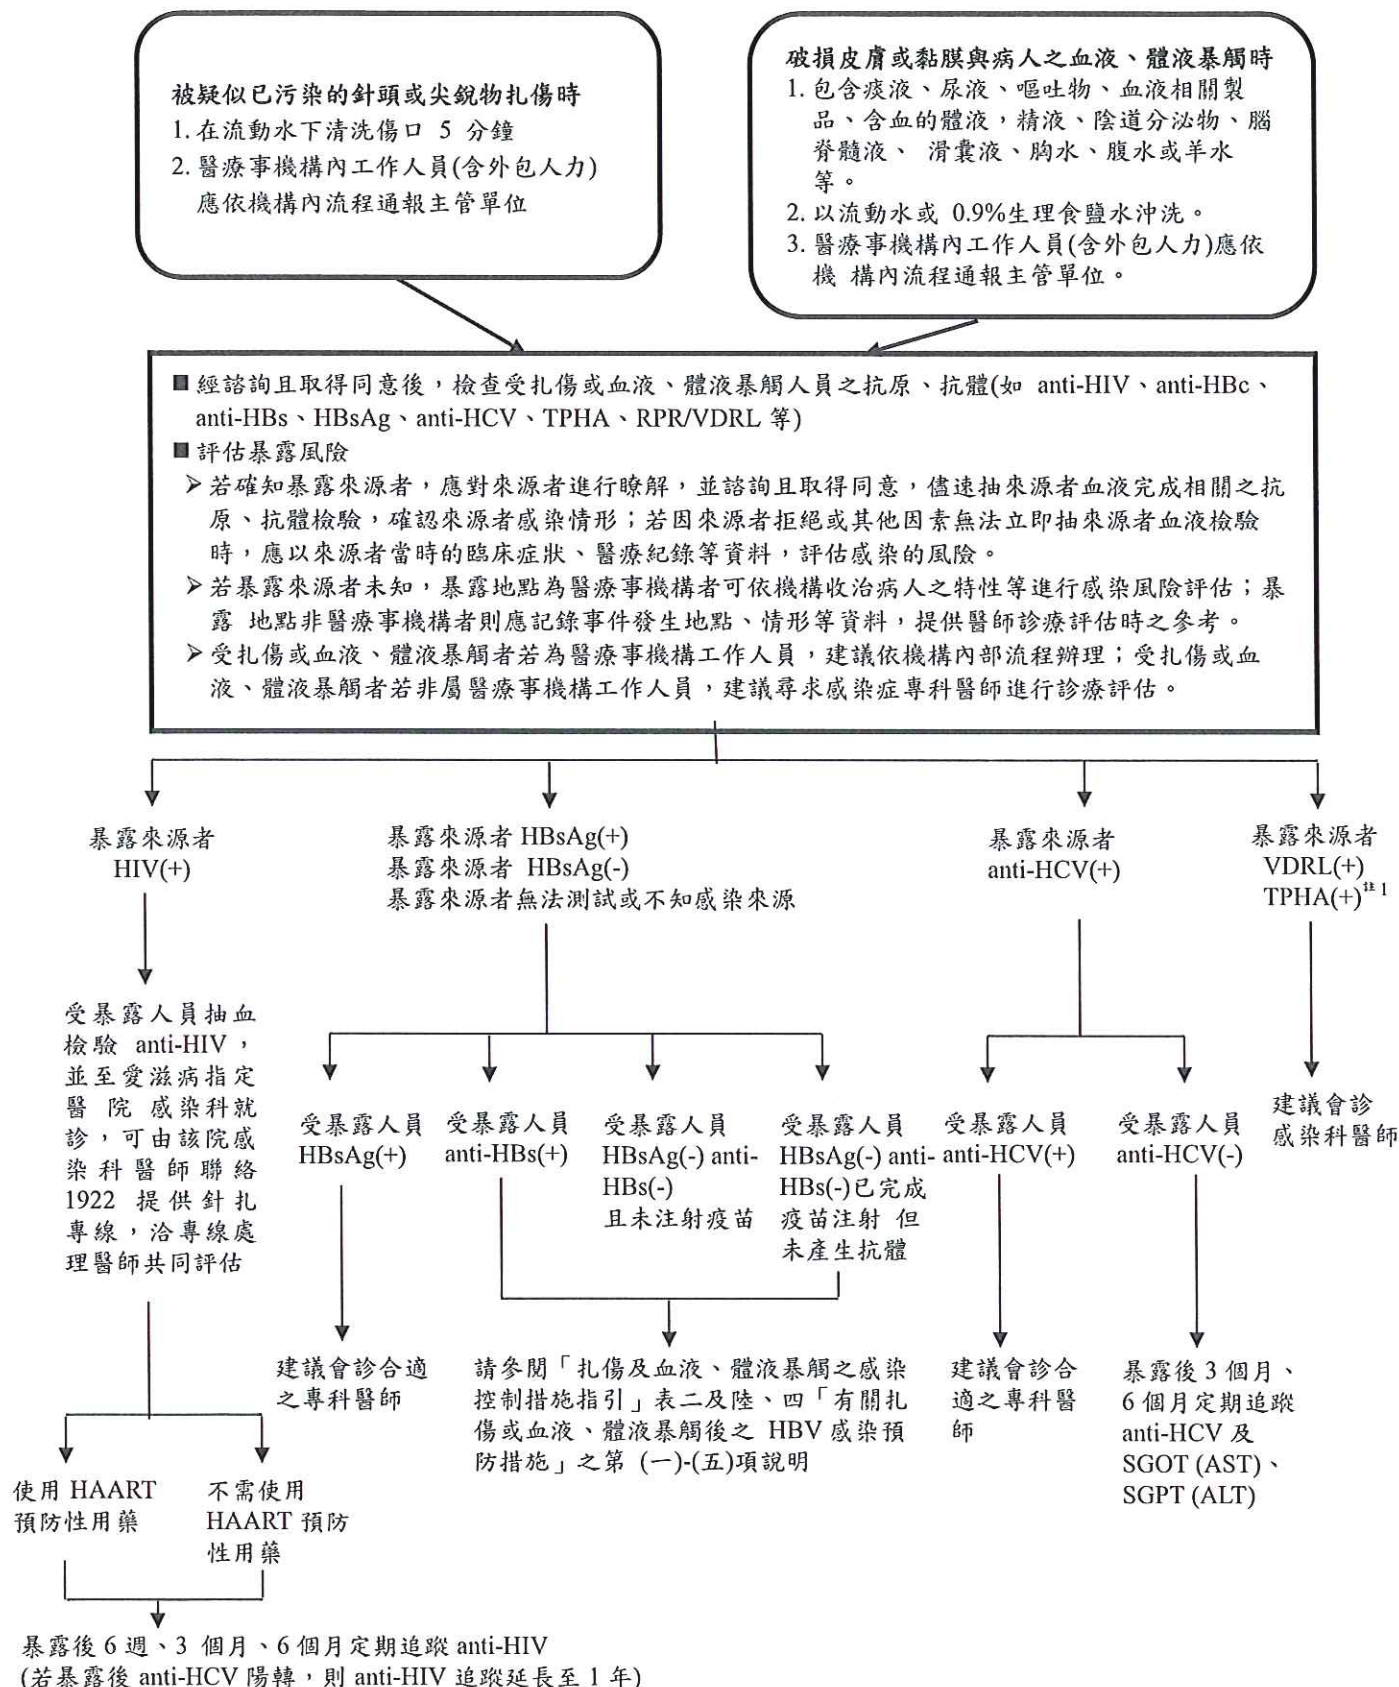 被疑似已污染的針頭或尖銳物扎傷時
1. 在流動水下清洗傷口 5 分鐘
2. 醫療事機構內工作人員(含外包人力)
應依機構內流程通報主管單位
破損皮膚或黏膜與病人之血液、體液暴觸時
1. 包含痰液、尿液、嘔吐物、血液相關製
品、含血的體液，精液、陰道分泌物、腦
脊髓液、 滑囊液、胸水、腹水或羊水
等。
2. 以流動水或 0.9%生理食鹽水沖洗。
3. 醫療事機構內工作人員(含外包人力)應依
機 構內流程通報主管單位。
■ 經諮詢且取得同意後，檢查受扎傷或血液、體液暴觸人員之抗原、抗體(如 anti-HIV、anti-HBc、
anti-HBs、HBsAg、anti-HCV、TPHA、RPR/VDRL 等)
■ 評估暴露風險
➢ 若確知暴露來源者，應對來源者進行瞭解，並諮詢且取得同意，儘速抽來源者血液完成相關之抗
原、抗體檢驗，確認來源者感染情形；若因來源者拒絕或其他因素無法立即抽來源者血液檢驗
時，應以來源者當時的臨床症狀、醫療紀錄等資料，評估感染的風險。
➢ 若暴露來源者未知，暴露地點為醫療事機構者可依機構收治病人之特性等進行感染風險評估；暴
露 地點非醫療事機構者則應記錄事件發生地點、情形等資料，提供醫師診療評估時之參考。
➢ 受扎傷或血液、體液暴觸者若為醫療事機構工作人員，建議依機構內部流程辦理；受扎傷或血
液、體液暴觸者若非屬醫療事機構工作人員，建議尋求感染症專科醫師進行診療評估。
暴露來源者
HIV(+)
暴露來源者 HBsAg(+)
暴露來源者 HBsAg(-)
暴露來源者無法測試或不知感染來源
暴露來源者
anti-HCV(+)
暴露來源者
VDRL(+)
TPHA(+)註 1
受暴露人員抽血
檢驗 anti-HIV，
並至愛滋病指定
醫 院 感染科就
診，可由該院感
染科醫師聯絡
1922 提供針扎
專線，洽專線處
理醫師共同評估
受暴露人員
HBsAg(+)
受暴露人員
anti-HBs(+)
受暴露人員
HBsAg(-) anti-
HBs(-)
且未注射疫苗
受暴露人員
HBsAg(-) anti-
HBs(-)已完成
疫苗注射 但
未產生抗體
受暴露人員
anti-HCV(+)
受暴露人員
anti-HCV(-)
建議會診
感染科醫師
建議會診合適
之專科醫師
請參閱「扎傷及血液、體液暴觸之感染
控制措施指引」表二及陸、四「有關扎
傷或血液、體液暴觸後之 HBV 感染預
防措施」之第 (一)-(五)項說明
建議會診合
適之專科醫
師
暴露後 3 個月、
6 個月定期追蹤
anti-HCV 及
SGOT (AST)、
SGPT (ALT)
使用 HAART
預防性用藥
不需使用
HAART 預防
性用藥
暴露後 6 週、3 個月、6 個月定期追蹤 anti-HIV
(若暴露後 anti-HCV 陽轉，則 anti-HIV 追蹤延長至 1 年)